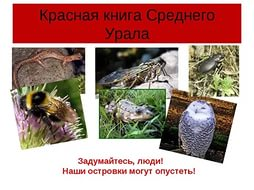 Красная книга Среднего
Урала
Задумайтесь, люди!
Наши островки могут опустеть!